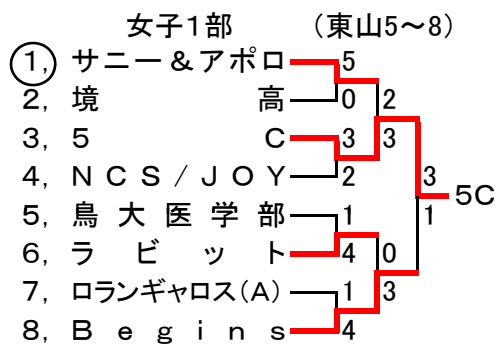 女子1部 (東山5~8)
1, サニー&アポロ 5
2, 境高 0 2
3, 5C 3 3
4, NCS/JOY 2 3
5C
5, 鳥大医学部 1 1
6, ラビット 4 0
7, ロランギャロス(A) 1 3
8, Begins 4